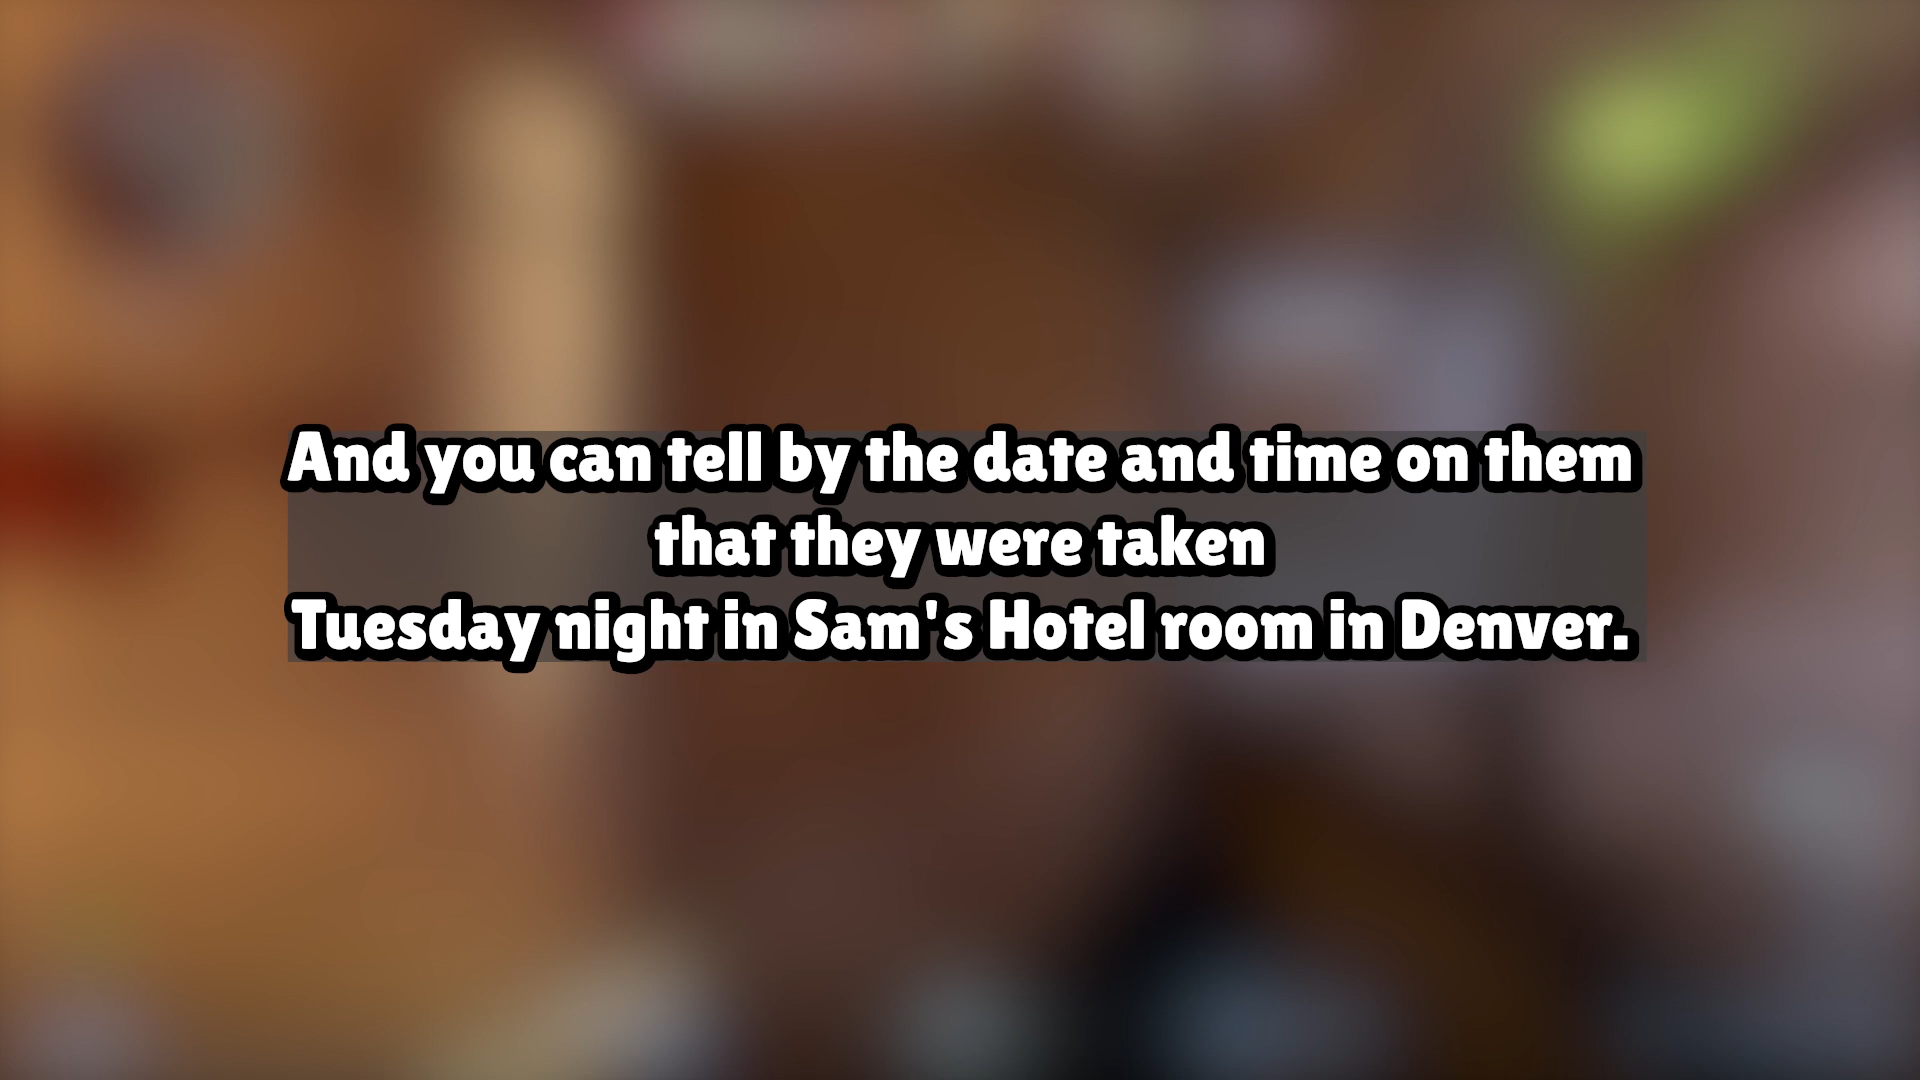 And you can tell by the date and time on them
that they were taken
Tuesday night in Sam's Hotel room in Denver.